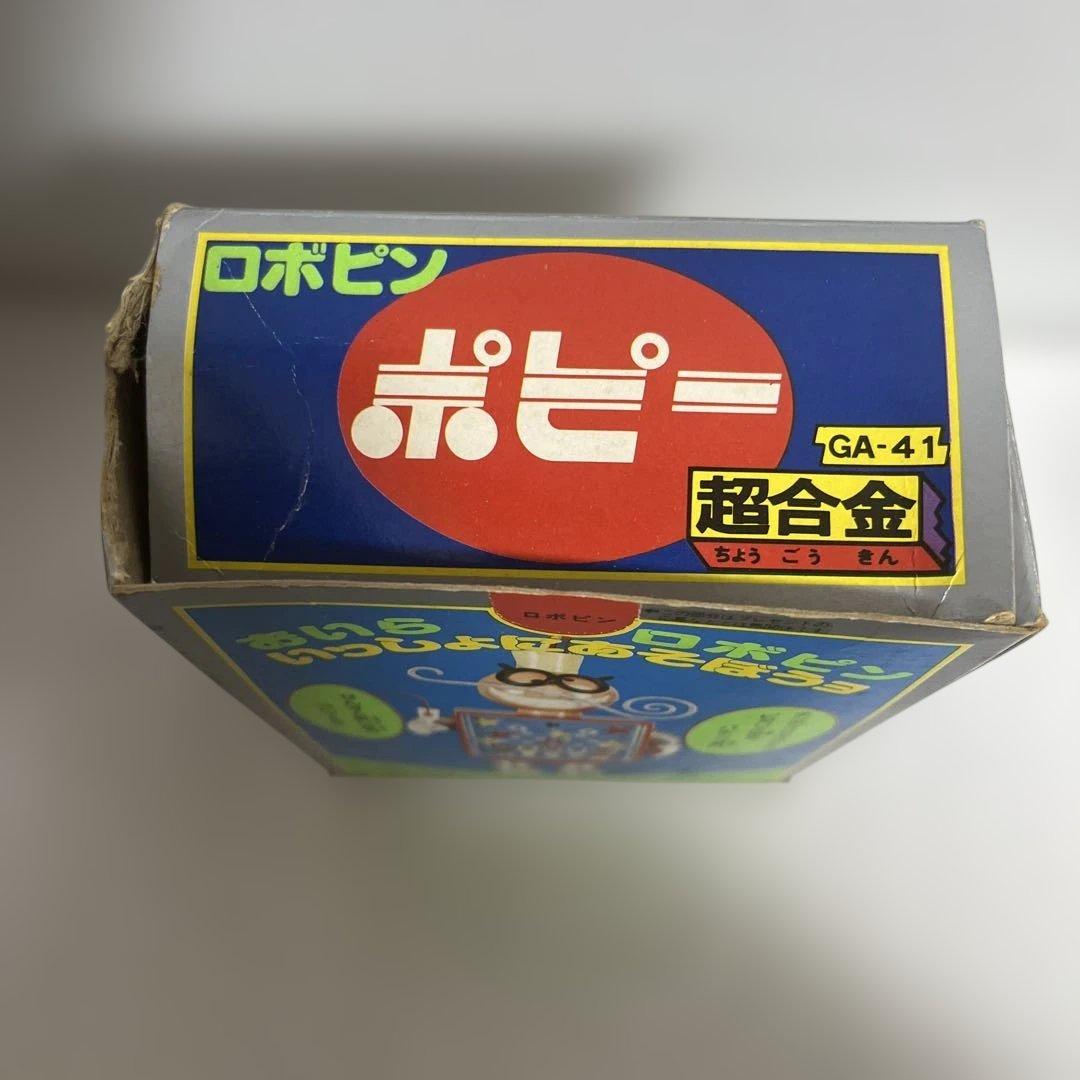 ロボピン
ポピー
GA-41
超合金
ちょう ごう きん
ロボピン
おいら ロボピン
いっしょにあそぼうョ